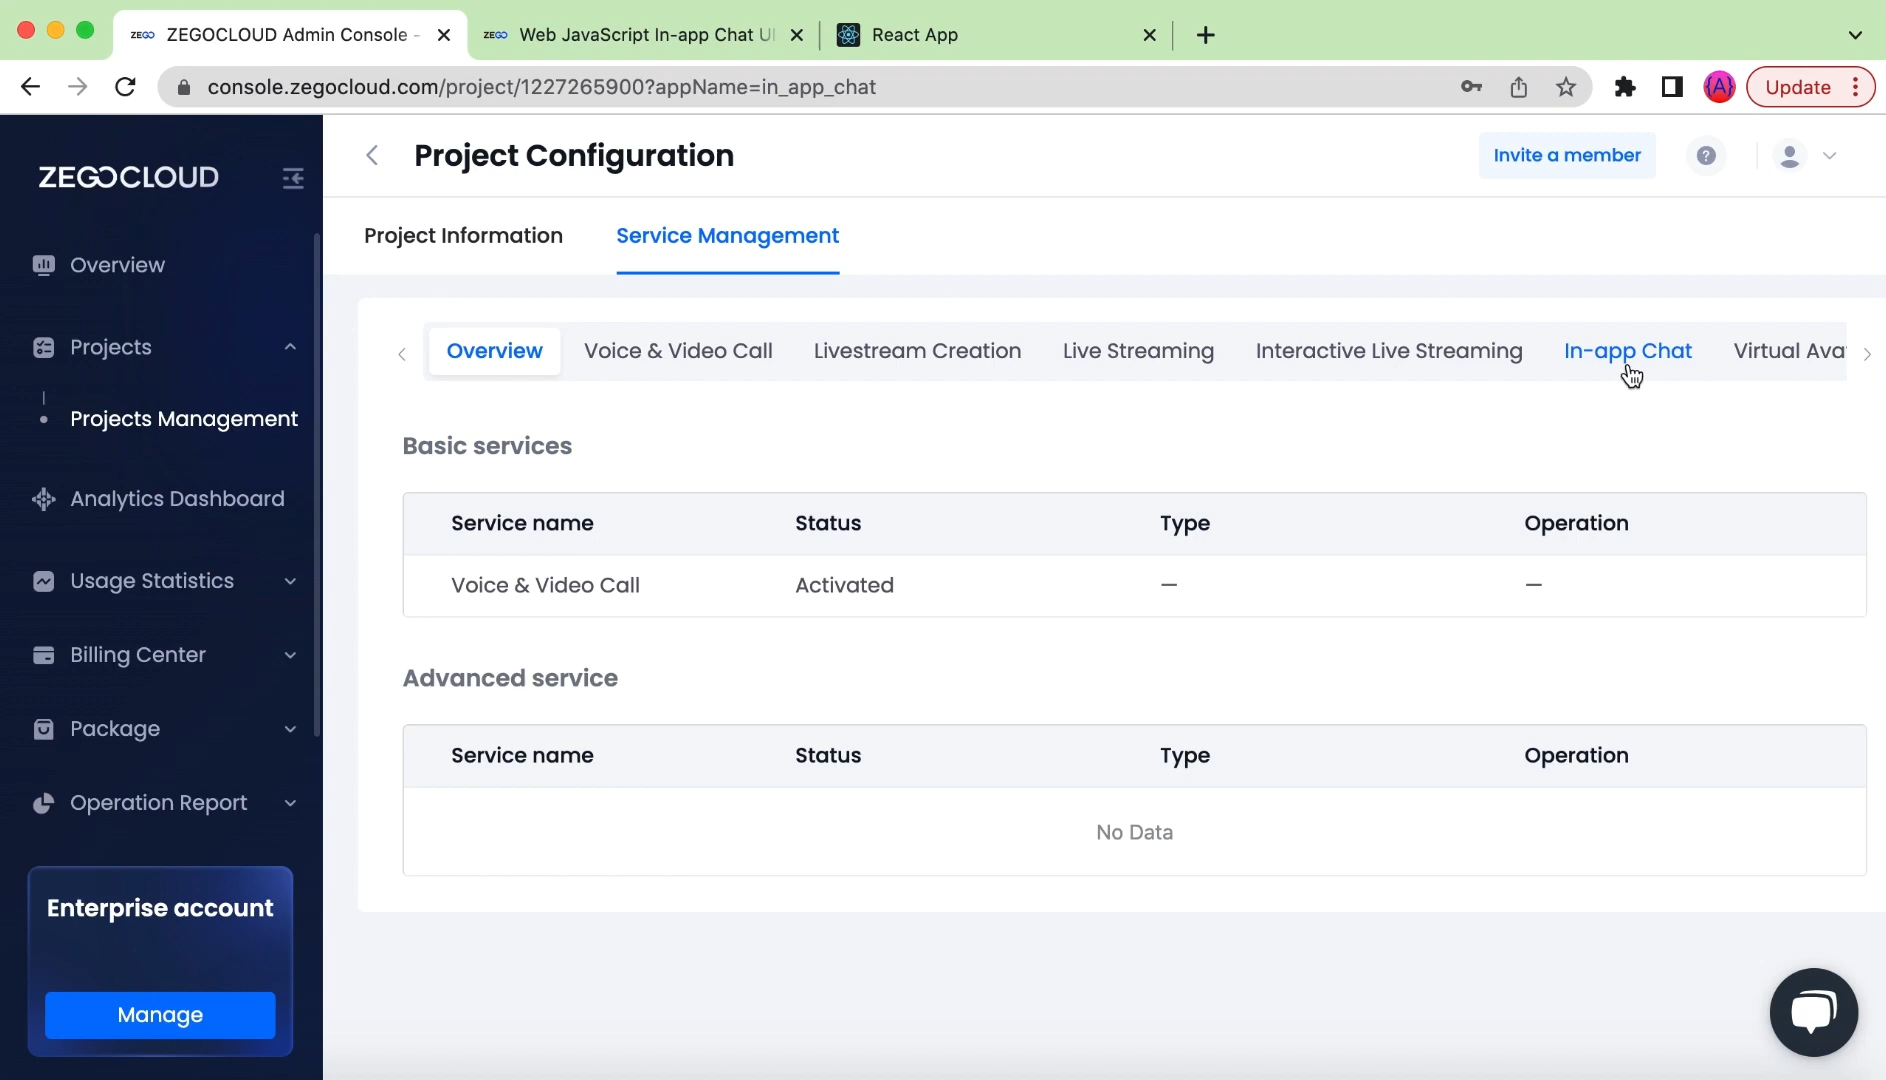 ZEGO ZEGOCLOUD Admin Console -
ZEGO Web JavaScript In-app Chat UI
React App
console.zegocloud.com/project/1227265900?appName=in_app_chat
{A}
Update
ZEGOCLOUD
Project Configuration
Invite a member
?
Overview
Projects
Projects Management
Analytics Dashboard
Usage Statistics
Billing Center
Package
Operation Report
Enterprise account
Manage
Project Information
Service Management
Overview
Voice & Video Call
Livestream Creation
Live Streaming
Interactive Live Streaming
In-app Chat
Virtual Ava
Basic services
Service name Status Type Operation
Voice & Video Call Activated — —
Advanced service
Service name Status Type Operation
No Data